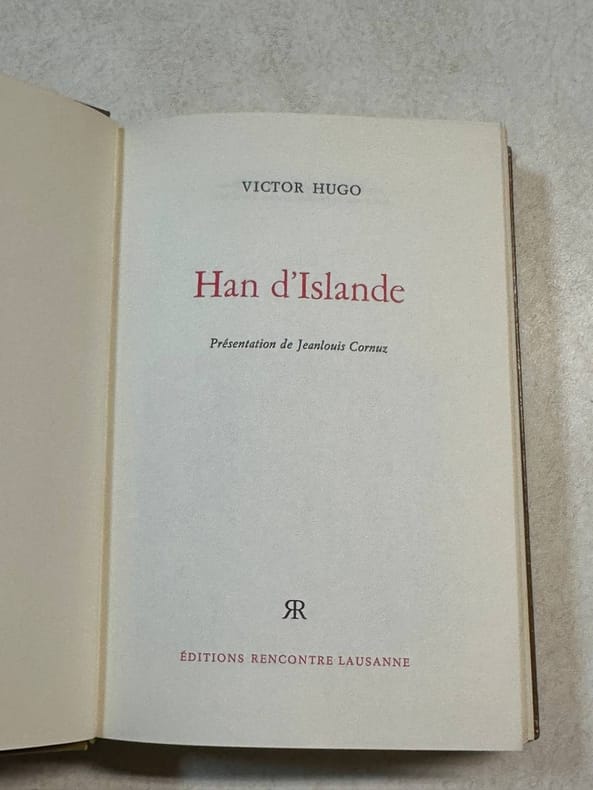 VICTOR HUGO
Han d'Islande
Présentation de Jeanlouis Cornuz
RR
ÉDITIONS RENCONTRE LAUSANNE